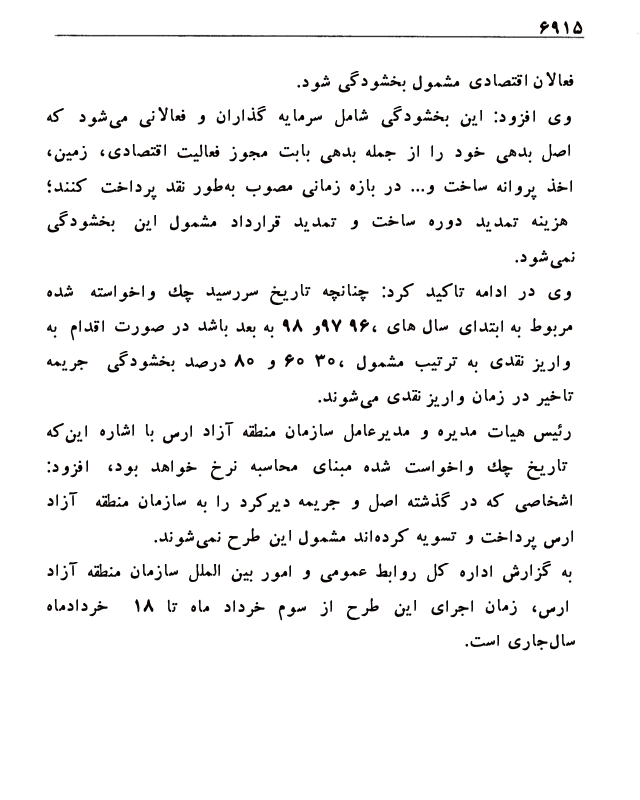 ۶۹۱۵
فعالان اقتصادی مشمول بخشودگی شود.
وی افزود: این بخشودگی شامل سرمایه گذاران و فعالانی می‌شود که
اصل بدهی خود را از جمله بدهی بابت مجوز فعالیت اقتصادی، زمین،
اخذ پروانه ساخت و... در بازه زمانی مصوب به‌طور نقد پرداخت کنند؛
هزینه تمدید دوره ساخت و تمدید قرارداد مشمول این بخشودگی
نمی‌شود.
وی در ادامه تاکید کرد: چنانچه تاریخ سررسید چك واخواسته شده
مربوط به ابتدای سال های ،۹۶ ۹۷و ۹۸ به بعد باشد در صورت اقدام به
واریز نقدی به ترتیب مشمول ،۳۰ ۶۰ و ۸۰ درصد بخشودگی جریمه
تاخیر در زمان واریز نقدی می‌شوند.
رئیس هیات مدیره و مدیرعامل سازمان منطقه آزاد ارس با اشاره این‌که
تاریخ چك واخواست شده مبنای محاسبه نرخ خواهد بود، افزود:
اشخاصی که در گذشته اصل و جریمه دیرکرد را به سازمان منطقه آزاد
ارس پرداخت و تسویه کرده‌اند مشمول این طرح نمی‌شوند.
به گزارش اداره کل روابط عمومی و امور بین الملل سازمان منطقه آزاد
ارس، زمان اجرای این طرح از سوم خرداد ماه تا ۱۸ خردادماه
سال‌جاری است.